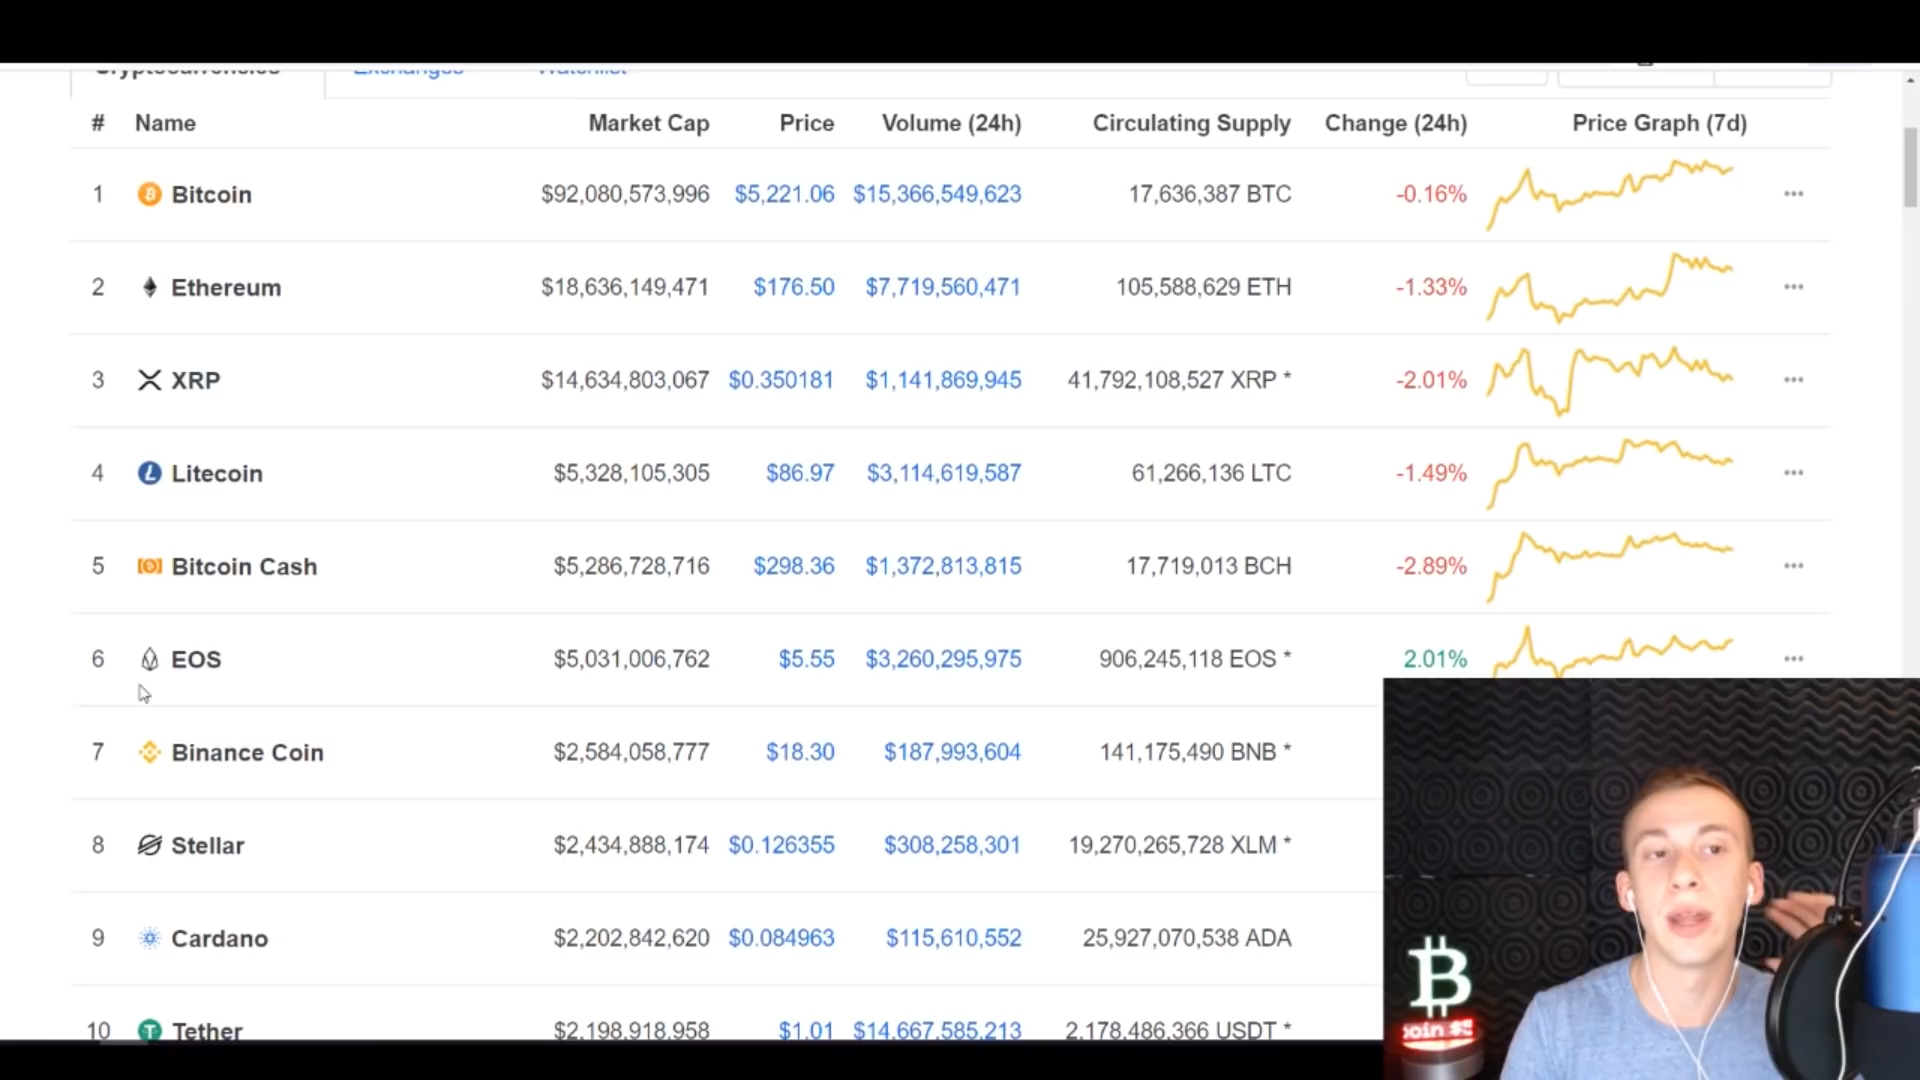 Cryptocurrencies Exchanges Watchlist
# Name Market Cap Price Volume (24h) Circulating Supply Change (24h) Price Graph (7d)
1 Bitcoin $92,080,573,996 $5,221.06 $15,366,549,623 17,636,387 BTC -0.16%
2 Ethereum $18,636,149,471 $176.50 $7,719,560,471 105,588,629 ETH -1.33%
3 XRP $14,634,803,067 $0.350181 $1,141,869,945 41,792,108,527 XRP * -2.01%
4 Litecoin $5,328,105,305 $86.97 $3,114,619,587 61,266,136 LTC -1.49%
5 Bitcoin Cash $5,286,728,716 $298.36 $1,372,813,815 17,719,013 BCH -2.89%
6 EOS $5,031,006,762 $5.55 $3,260,295,975 906,245,118 EOS * 2.01%
7 Binance Coin $2,584,058,777 $18.30 $187,993,604 141,175,490 BNB *
8 Stellar $2,434,888,174 $0.126355 $308,258,301 19,270,265,728 XLM *
9 Cardano $2,202,842,620 $0.084963 $115,610,552 25,927,070,538 ADA
10 Tether $2,198,918,958 $1.01 $14,667,585,213 2,178,486,366 USDT *